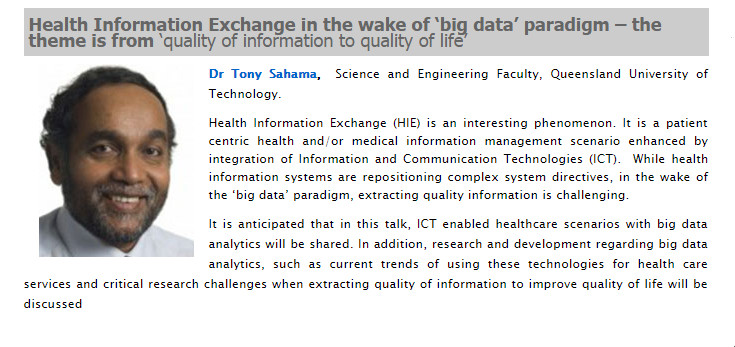 Health Information Exchange in the wake of ‘big data’ paradigm – the
theme is from ‘quality of information to quality of life’
Dr Tony Sahama, Science and Engineering Faculty, Queensland University of
Technology.
Health Information Exchange (HIE) is an interesting phenomenon. It is a patient
centric health and/or medical information management scenario enhanced by
integration of Information and Communication Technologies (ICT). While health
information systems are repositioning complex system directives, in the wake of
the ‘big data’ paradigm, extracting quality information is challenging.
It is anticipated that in this talk, ICT enabled healthcare scenarios with big data
analytics will be shared. In addition, research and development regarding big data
analytics, such as current trends of using these technologies for health care
services and critical research challenges when extracting quality of information to improve quality of life will be
discussed